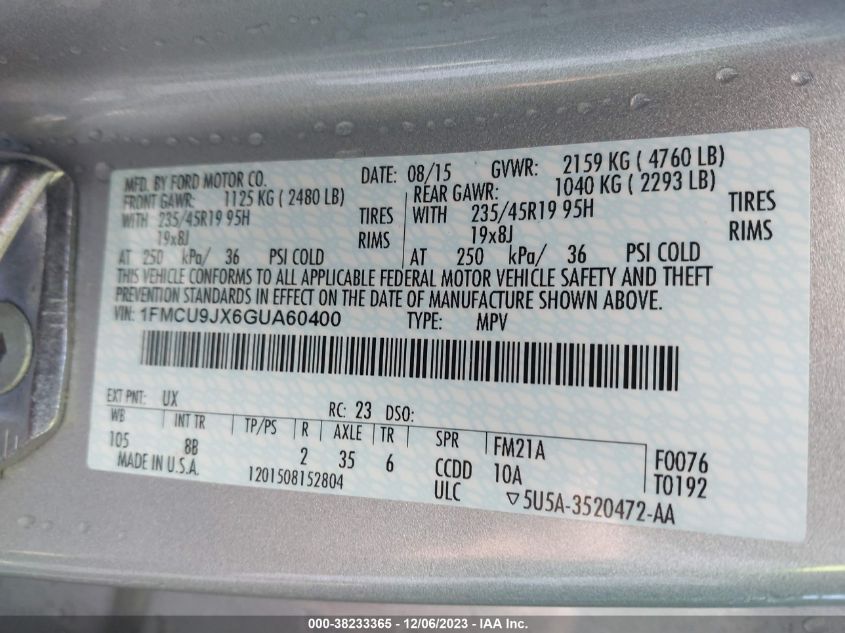 MFD. BY FORD MOTOR CO. DATE: 08/15 GVWR: 2159 KG ( 4760 LB)
FRONT GAWR: 1125 KG ( 2480 LB) REAR GAWR: 1040 KG ( 2293 LB)
WITH 235/45R19 95H TIRES WITH 235/45R19 95H TIRES
19x8J RIMS 19x8J RIMS
AT 250 kPa/ 36 PSI COLD AT 250 kPa/ 36 PSI COLD
THIS VEHICLE CONFORMS TO ALL APPLICABLE FEDERAL MOTOR VEHICLE SAFETY AND THEFT
PREVENTION STANDARDS IN EFFECT ON THE DATE OF MANUFACTURE SHOWN ABOVE.
VIN: 1FMCU9JX6GUA60400 TYPE: MPV
EXT PNT: UX RC: 23 DSO:
WB INT TR TP/PS R AXLE TR SPR FM21A F0076
105 8B 2 35 6 CCDD 10A T0192
MADE IN U.S.A. 1201508152804 ULC ▽5U5A-3520472-AA
000-38233365 - 12/06/2023 - IAA Inc.